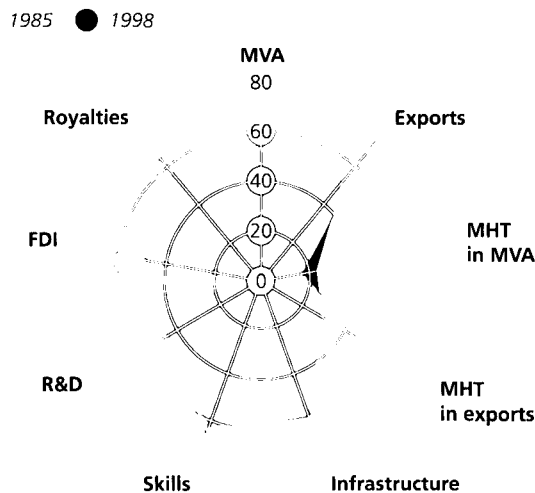 1985 1998
MVA
80
Royalties
Exports
60
40
FDI
MHT
in MVA
20
0
R&D
MHT
in exports
Skills
Infrastructure